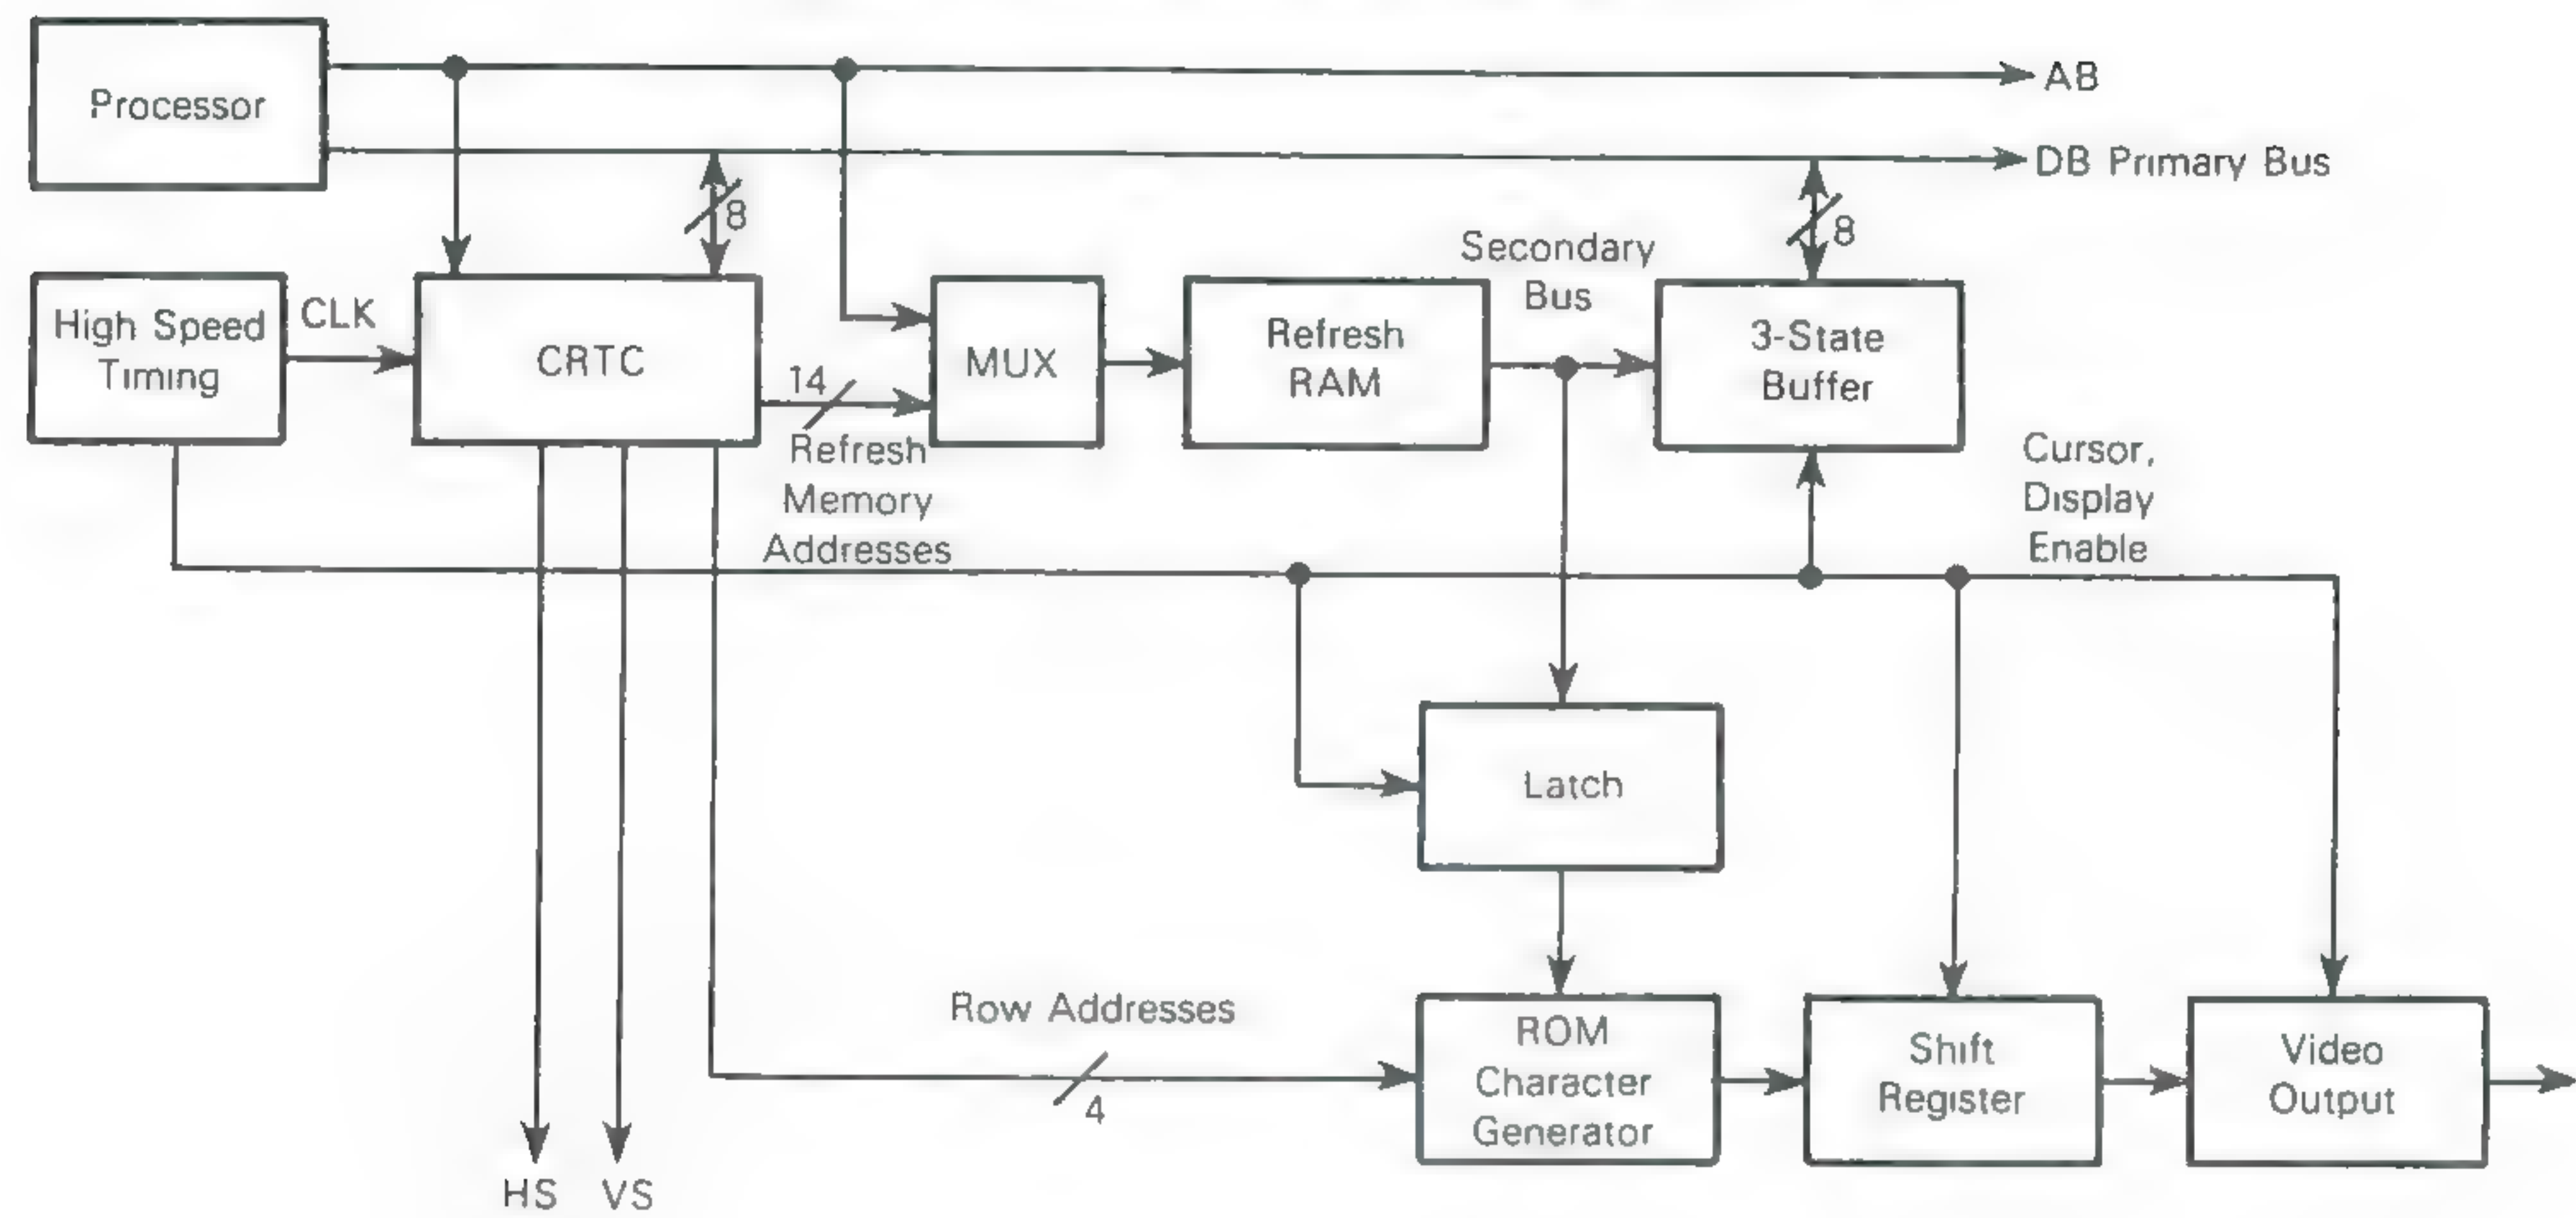 AB
Processor
DB Primary Bus
8
8
Secondary
Bus
High Speed
Timing
CLK
CRTC
14
Refresh
Memory
Addresses
MUX
Refresh
RAM
3-State
Buffer
Cursor,
Display
Enable
Latch
Row Addresses
4
ROM
Character
Generator
Shift
Register
Video
Output
HS
VS